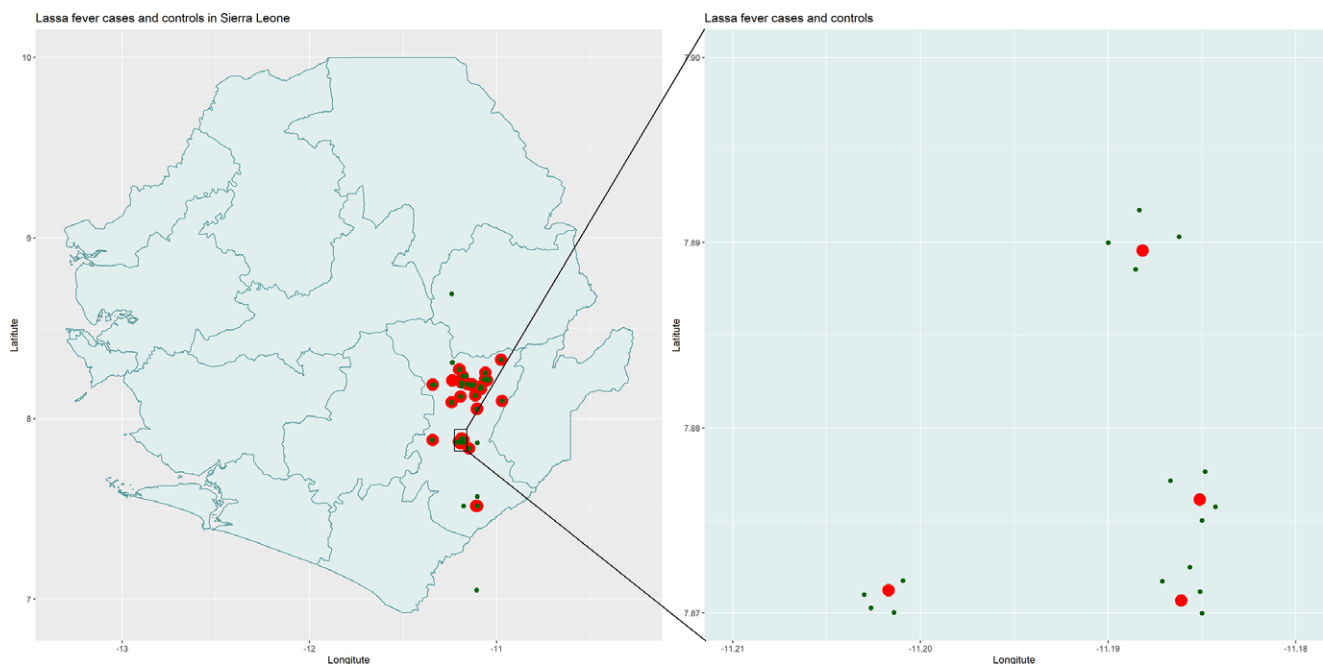 Lassa fever cases and controls in Sierra Leone
10
9
8
7
Latitute
-13
-12
-11
Longitute
Lassa fever cases and controls
7.90
7.89
7.88
7.87
Latitute
-11.21
-11.20
-11.19
-11.18
Longitute